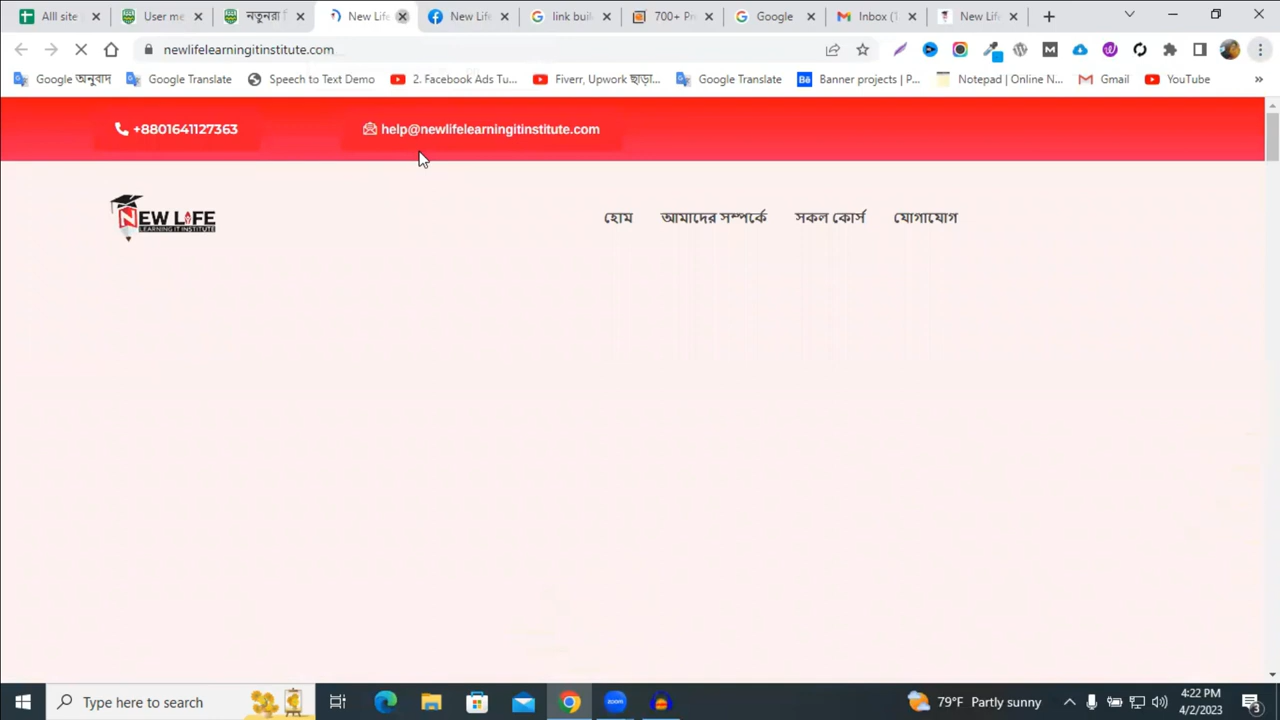 Alll site
User me
নতুনরা f
New Life
New Life
link buil
700+ Pr
Google
Inbox (1
New Life
newlifelearningitinstitute.com
Google অনুবাদ
Google Translate
Speech to Text Demo
2. Facebook Ads Tu...
Fiverr, Upwork ছাড়া...
Google Translate
Banner projects | P...
Notepad | Online N...
Gmail
YouTube
+8801641127363
help@newlifelearningitinstitute.com
NEW LIFE
LEARNING IT INSTITUTE
হোম
আমাদের সম্পর্কে
সকল কোর্স
যোগাযোগ
Type here to search
zoom
79°F Partly sunny
4:22 PM
4/2/2023
3